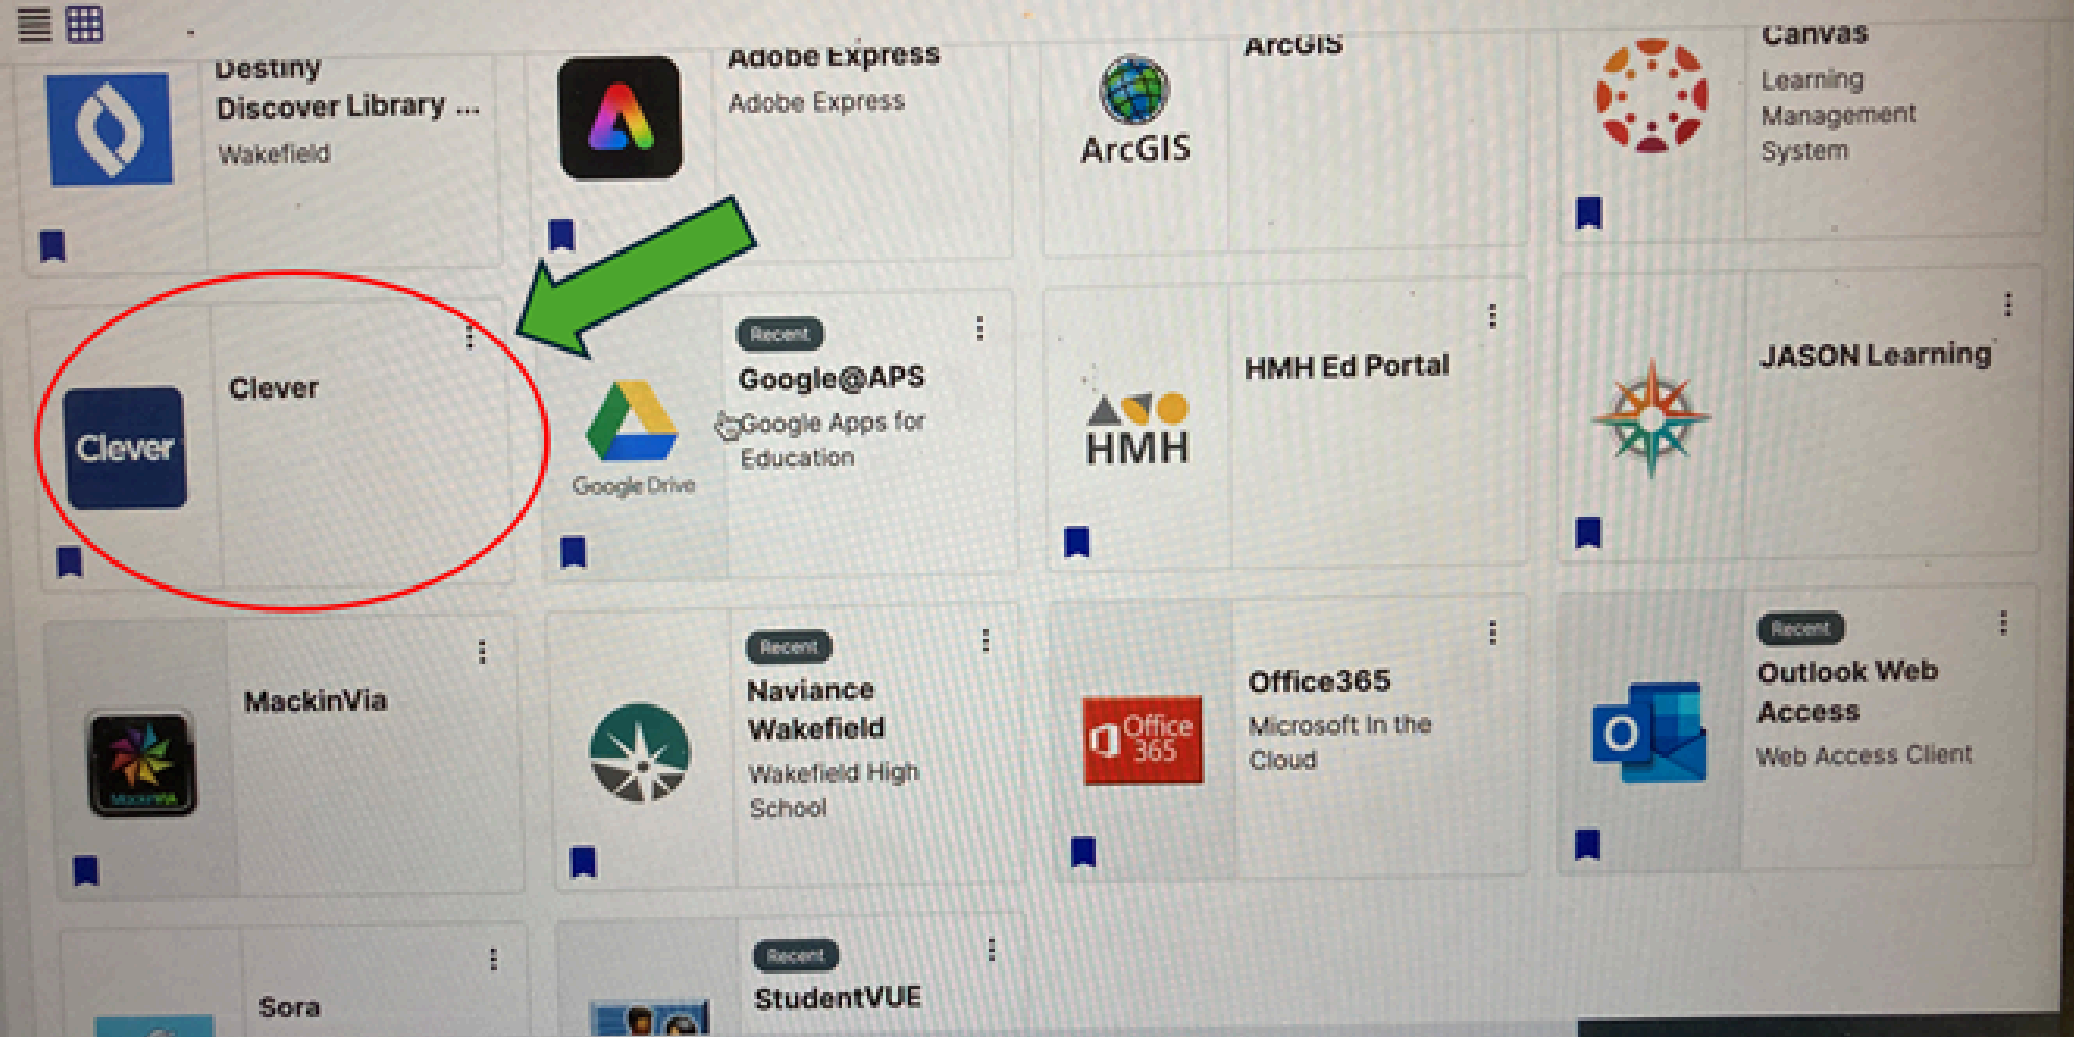 Destiny
Discover Library ...
Wakefield
Adobe Express
Adobe Express
ArcGIS
ArcGIS
Canvas
Learning
Management
System
Clever
Clever
Recent
Google@APS
Google Apps for
Education
Google Drive
HMH Ed Portal
HMH
JASON Learning
MackinVia
MackinVIA
Recent
Naviance
Wakefield
Wakefield High
School
Office365
Microsoft In the
Cloud
Office
365
Recent
Outlook Web
Access
Web Access Client
O
Sora
Recent
StudentVUE